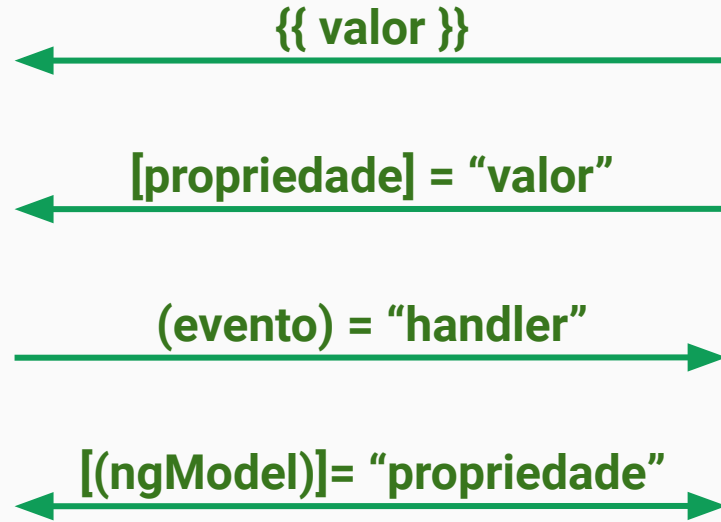 {{ valor }}
[propriedade] = “valor”
(evento) = “handler”
[(ngModel)]= “propriedade”